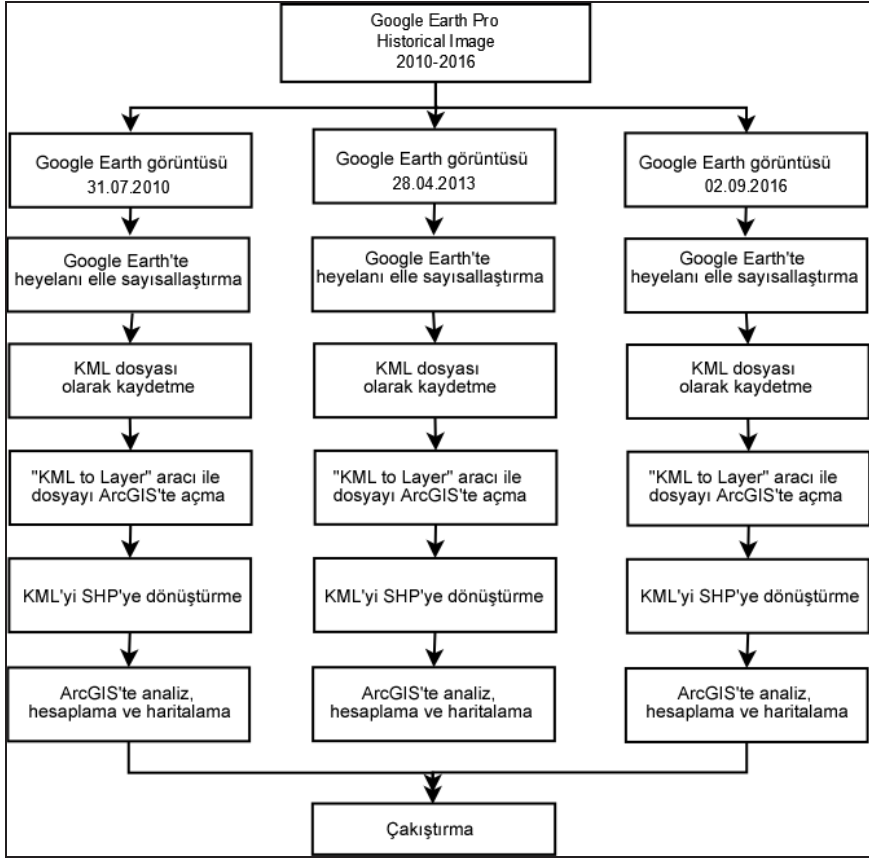 Google Earth Pro
Historical Image
2010-2016
Google Earth görüntüsü
31.07.2010
Google Earth görüntüsü
28.04.2013
Google Earth görüntüsü
02.09.2016
Google Earth'te
heyelanı elle sayısallaştırma
Google Earth'te
heyelanı elle sayısallaştırma
Google Earth'te
heyelanı elle sayısallaştırma
KML dosyası
olarak kaydetme
KML dosyası
olarak kaydetme
KML dosyası
olarak kaydetme
"KML to Layer" aracı ile
dosyayı ArcGIS'te açma
"KML to Layer" aracı ile
dosyayı ArcGIS'te açma
"KML to Layer" aracı ile
dosyayı ArcGIS'te açma
KML'yi SHP'ye dönüştürme
KML'yi SHP'ye dönüştürme
KML'yi SHP'ye dönüştürme
ArcGIS'te analiz,
hesaplama ve haritalama
ArcGIS'te analiz,
hesaplama ve haritalama
ArcGIS'te analiz,
hesaplama ve haritalama
Çakıştırma